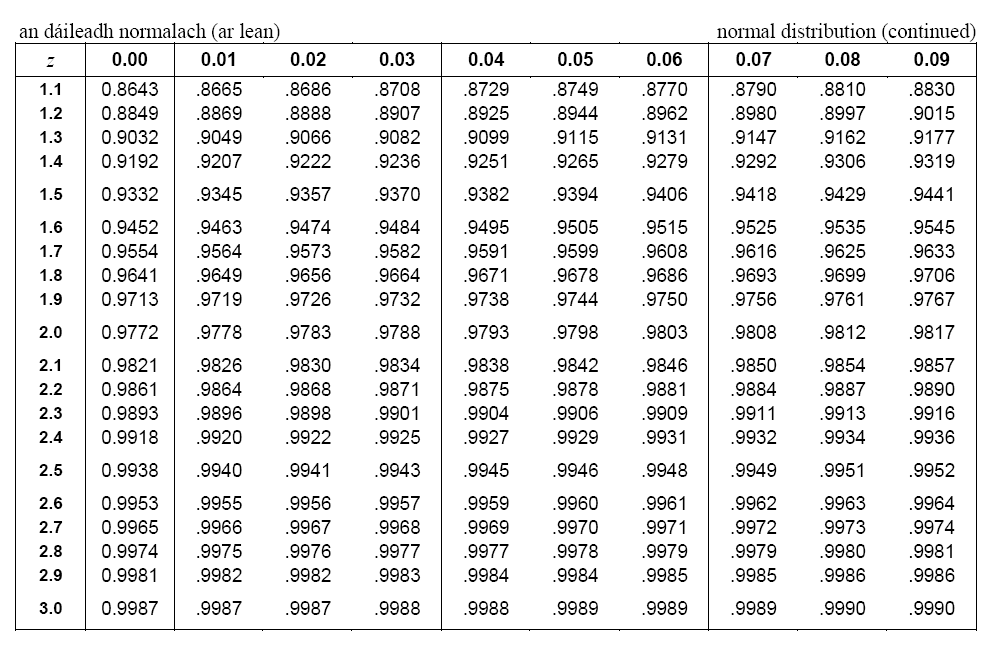 an dáileadh normalach (ar lean) normal distribution (continued)
z 0.00 0.01 0.02 0.03 0.04 0.05 0.06 0.07 0.08 0.09
1.1 0.8643 .8665 .8686 .8708 .8729 .8749 .8770 .8790 .8810 .8830
1.2 0.8849 .8869 .8888 .8907 .8925 .8944 .8962 .8980 .8997 .9015
1.3 0.9032 .9049 .9066 .9082 .9099 .9115 .9131 .9147 .9162 .9177
1.4 0.9192 .9207 .9222 .9236 .9251 .9265 .9279 .9292 .9306 .9319
1.5 0.9332 .9345 .9357 .9370 .9382 .9394 .9406 .9418 .9429 .9441
1.6 0.9452 .9463 .9474 .9484 .9495 .9505 .9515 .9525 .9535 .9545
1.7 0.9554 .9564 .9573 .9582 .9591 .9599 .9608 .9616 .9625 .9633
1.8 0.9641 .9649 .9656 .9664 .9671 .9678 .9686 .9693 .9699 .9706
1.9 0.9713 .9719 .9726 .9732 .9738 .9744 .9750 .9756 .9761 .9767
2.0 0.9772 .9778 .9783 .9788 .9793 .9798 .9803 .9808 .9812 .9817
2.1 0.9821 .9826 .9830 .9834 .9838 .9842 .9846 .9850 .9854 .9857
2.2 0.9861 .9864 .9868 .9871 .9875 .9878 .9881 .9884 .9887 .9890
2.3 0.9893 .9896 .9898 .9901 .9904 .9906 .9909 .9911 .9913 .9916
2.4 0.9918 .9920 .9922 .9925 .9927 .9929 .9931 .9932 .9934 .9936
2.5 0.9938 .9940 .9941 .9943 .9945 .9946 .9948 .9949 .9951 .9952
2.6 0.9953 .9955 .9956 .9957 .9959 .9960 .9961 .9962 .9963 .9964
2.7 0.9965 .9966 .9967 .9968 .9969 .9970 .9971 .9972 .9973 .9974
2.8 0.9974 .9975 .9976 .9977 .9977 .9978 .9979 .9979 .9980 .9981
2.9 0.9981 .9982 .9982 .9983 .9984 .9984 .9985 .9985 .9986 .9986
3.0 0.9987 .9987 .9987 .9988 .9988 .9989 .9989 .9989 .9990 .9990